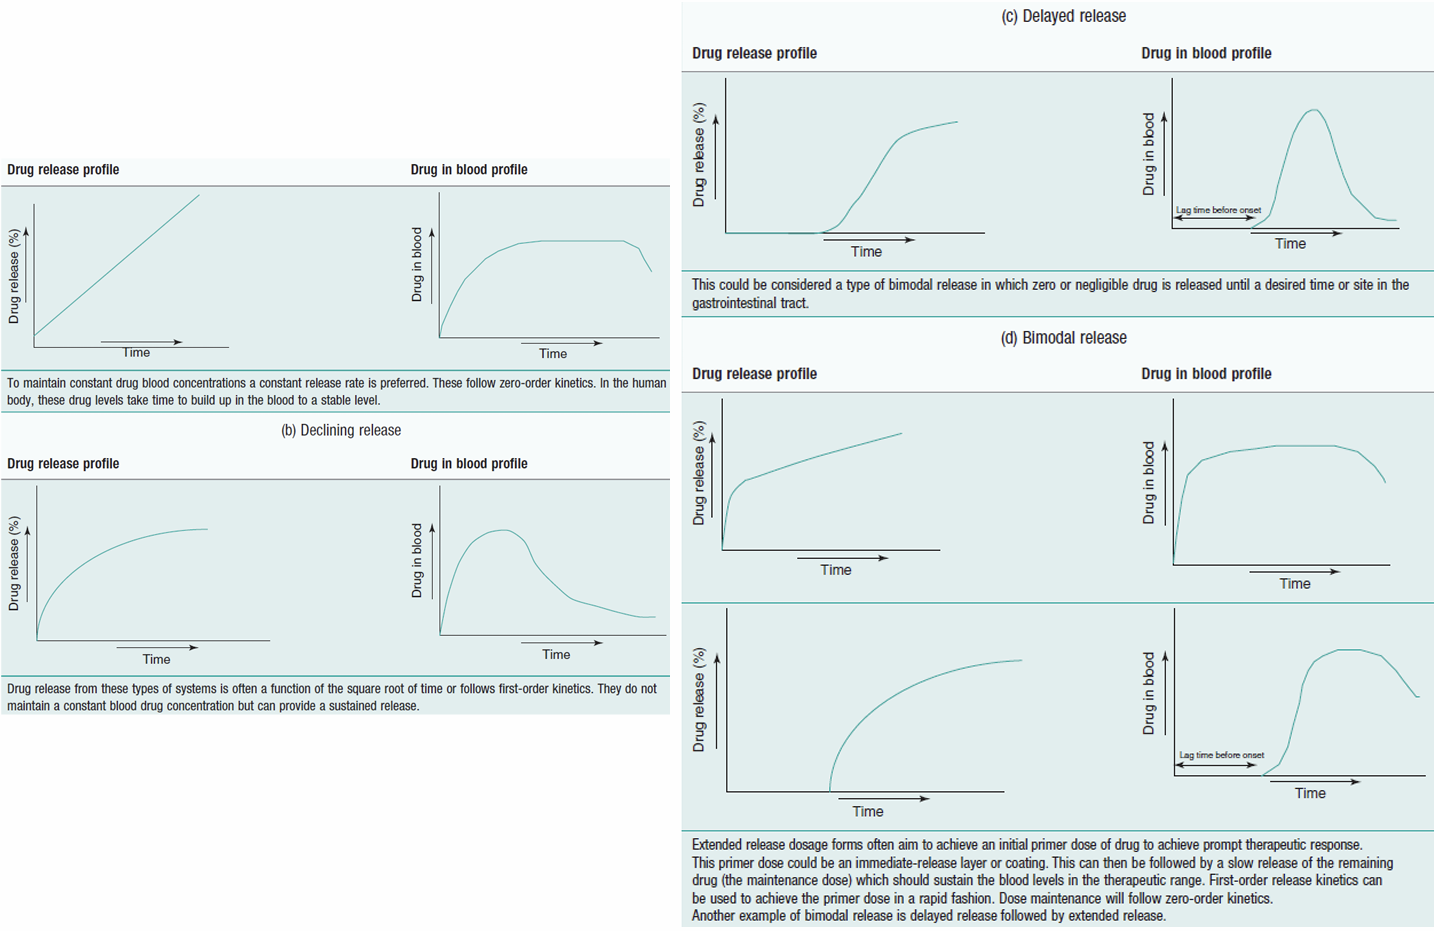 Drug release profile
Drug in blood profile
Drug release (%)
Time
Drug in blood
Time
To maintain constant drug blood concentrations a constant release rate is preferred. These follow zero-order kinetics. In the human
body, these drug levels take time to build up in the blood to a stable level.
(b) Declining release
Drug release profile
Drug in blood profile
Drug release (%)
Time
Drug in blood
Time
Drug release from these types of systems is often a function of the square root of time or follows first-order kinetics. They do not
maintain a constant blood drug concentration but can provide a sustained release.
(c) Delayed release
Drug release profile
Drug in blood profile
Drug release (%)
Time
Drug in blood
Lag time before onset
Time
This could be considered a type of bimodal release in which zero or negligible drug is released until a desired time or site in the
gastrointestinal tract.
(d) Bimodal release
Drug release profile
Drug in blood profile
Drug release (%)
Time
Drug in blood
Time
Drug release (%)
Time
Drug in blood
Lag time before onset
Time
Extended release dosage forms often aim to achieve an initial primer dose of drug to achieve prompt therapeutic response.
This primer dose could be an immediate-release layer or coating. This can then be followed by a slow release of the remaining
drug (the maintenance dose) which should sustain the blood levels in the therapeutic range. First-order release kinetics can
be used to achieve the primer dose in a rapid fashion. Dose maintenance will follow zero-order kinetics.
Another example of bimodal release is delayed release followed by extended release.